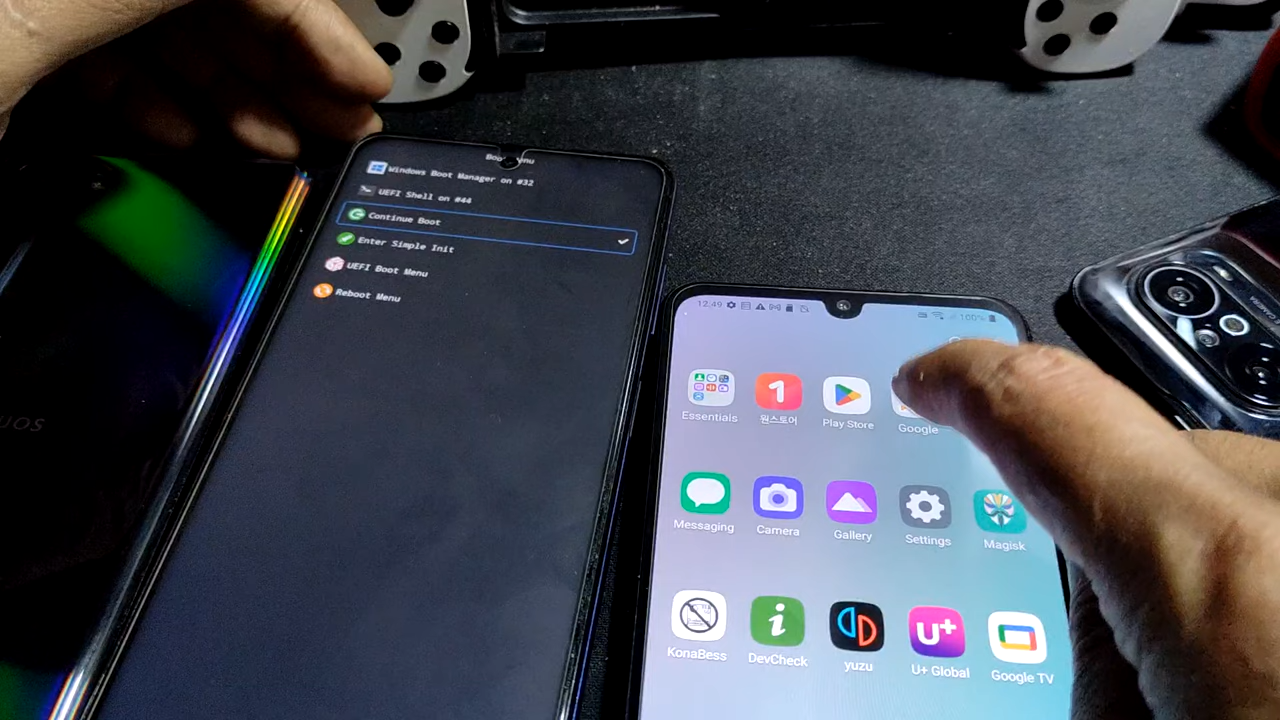 Boot Menu
Windows Boot Manager on #32
UEFI Shell on #44
Continue Boot
Enter Simple Init
UEFI Boot Menu
Reboot Menu
12:49
100%
Essentials
원스토어
Play Store
Google
Messaging
Camera
Gallery
Settings
Magisk
KonaBess
DevCheck
yuzu
U+
U+ Global
Google TV
CAMERA